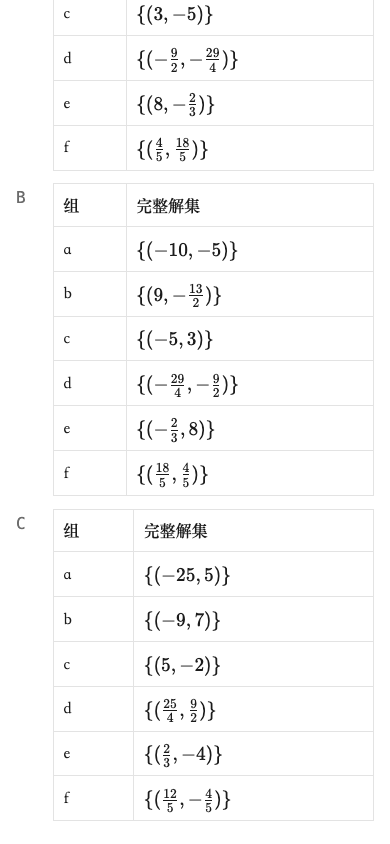 c {(3, −5)}
d {(−9/2, −29/4)}
e {(8, −2/3)}
f {(4/5, 18/5)}
B 组 完整解集
a {(−10, −5)}
b {(9, −13/2)}
c {(−5, 3)}
d {(−29/4, −9/2)}
e {(−2/3, 8)}
f {(18/5, 4/5)}
C 组 完整解集
a {(−25, 5)}
b {(−9, 7)}
c {(5, −2)}
d {(25/4, 9/2)}
e {(2/3, −4)}
f {(12/5, −4/5)}